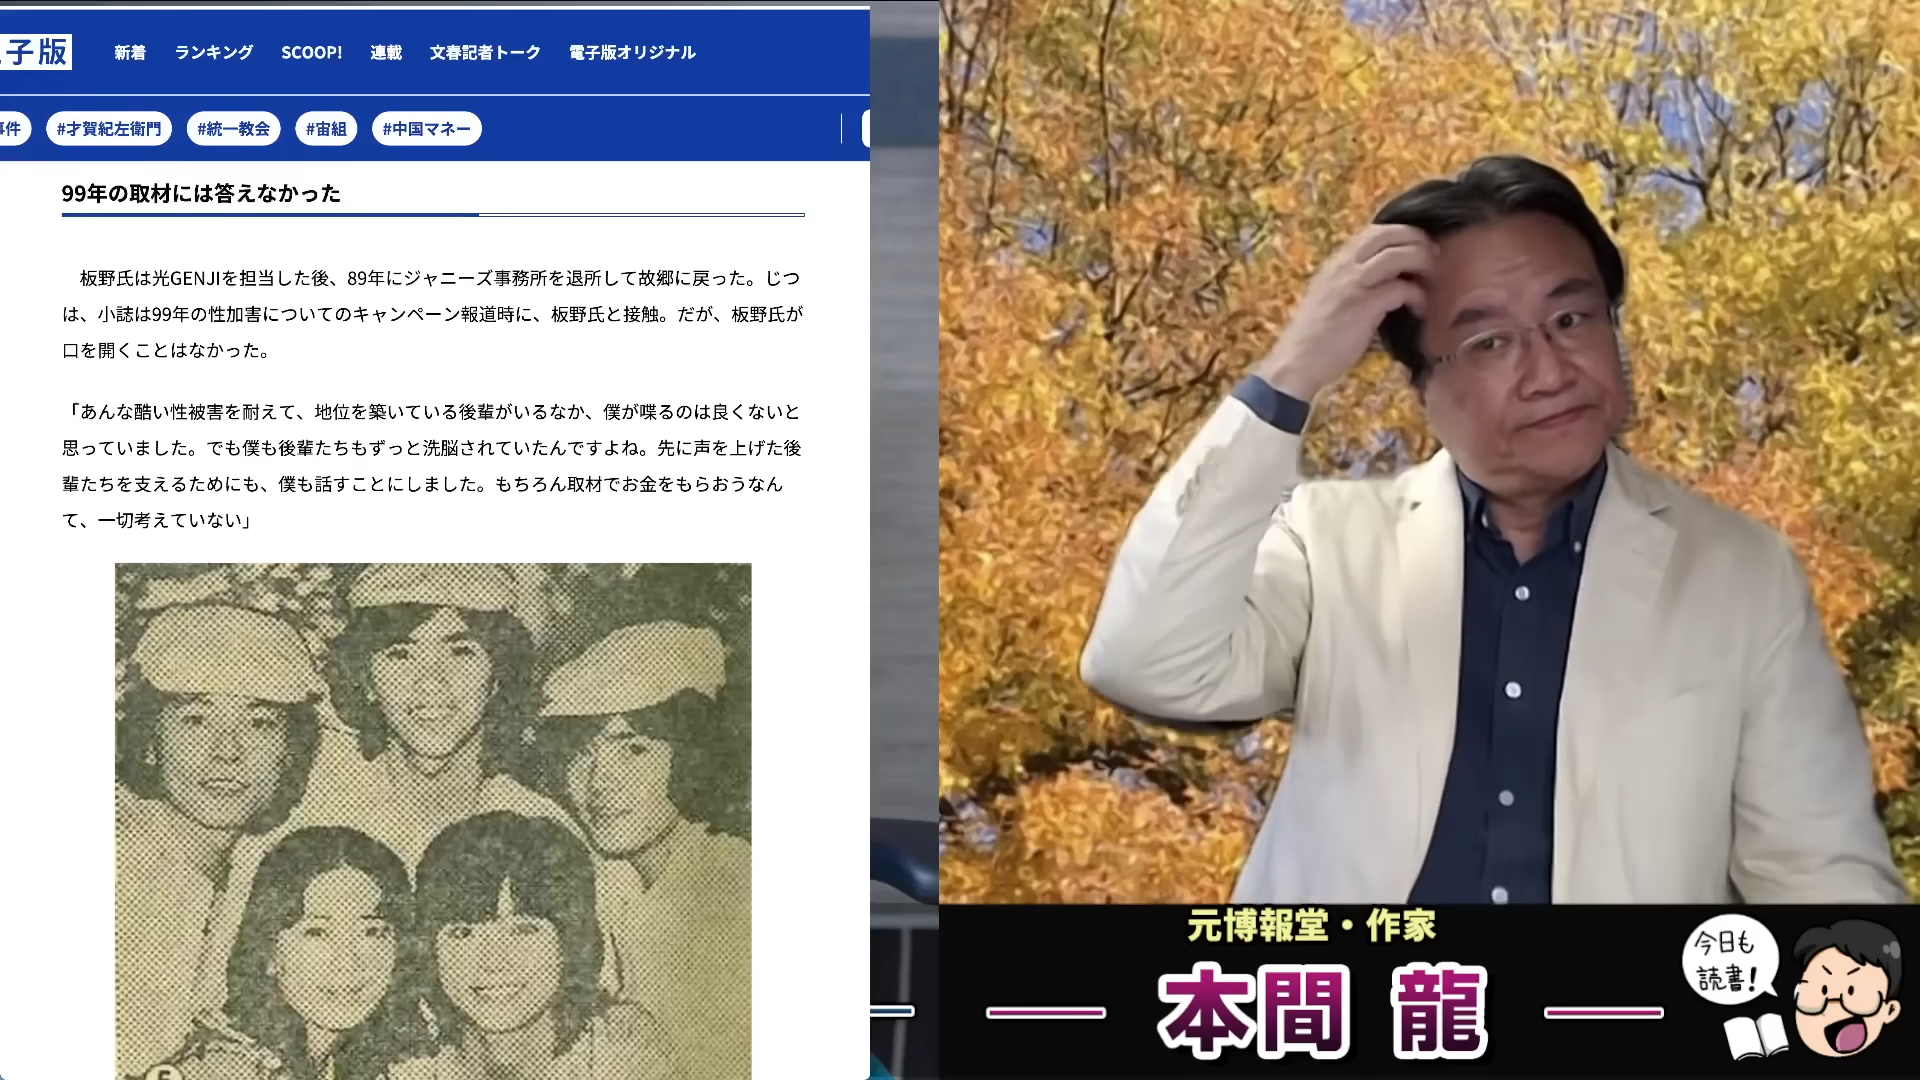 子版
新着 ランキング SCOOP! 連載 文春記者トーク 電子版オリジナル
事件 #才賀紀左衛門 #統一教会 #宙組 #中国マネー
99年の取材には答えなかった
板野氏は光GENJIを担当した後、89年にジャニーズ事務所を退所して故郷に戻った。じつ
は、小誌は99年の性加害についてのキャンペーン報道時に、板野氏と接触。だが、板野氏が
口を開くことはなかった。
「あんな酷い性被害を耐えて、地位を築いている後輩がいるなか、僕が喋るのは良くないと
思っていました。でも僕も後輩たちもずっと洗脳されていたんですよね。先に声を上げた後
輩たちを支えるためにも、僕も話すことにしました。もちろん取材でお金をもらおうなん
て、一切考えていない」
元博報堂・作家
本間 龍
今日も
読書!